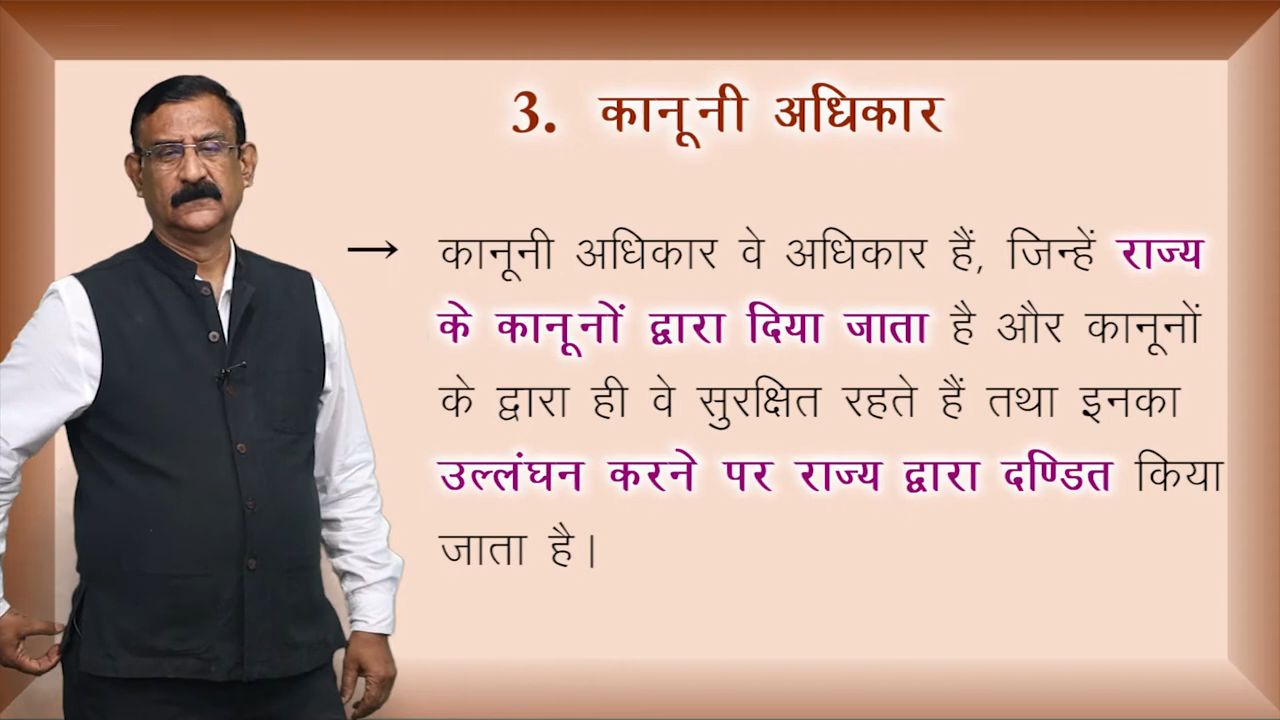 3. कानूनी अधिकार
→ कानूनी अधिकार वे अधिकार हैं, जिन्हें राज्य
के कानूनों द्वारा दिया जाता है और कानूनों
के द्वारा ही वे सुरक्षित रहते हैं तथा इनका
उल्लंघन करने पर राज्य द्वारा दण्डित किया
जाता है।